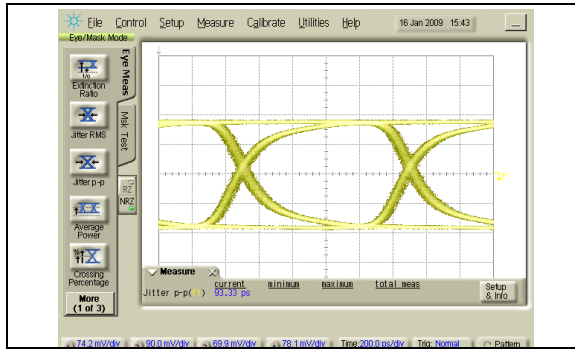 File Control Setup Measure Calibrate Utilities Help 16 Jan 2009 15:43
Eye/Mask Mode
Eye Meas
Msk Test
Extinction
Ratio
Jitter RMS
Jitter p-p
RZ
NRZ
Average
Power
Crossing
Percentage
More
(1 of 3)
Measure
current minimum maximum total meas
Jitter p-p( 1) 93.33 ps
Setup
& Info
74.2 mV/div 90.0 mV/div 69.9 mV/div 78.1 mV/div Time:200.0 ps/div Trig: Normal Pattern